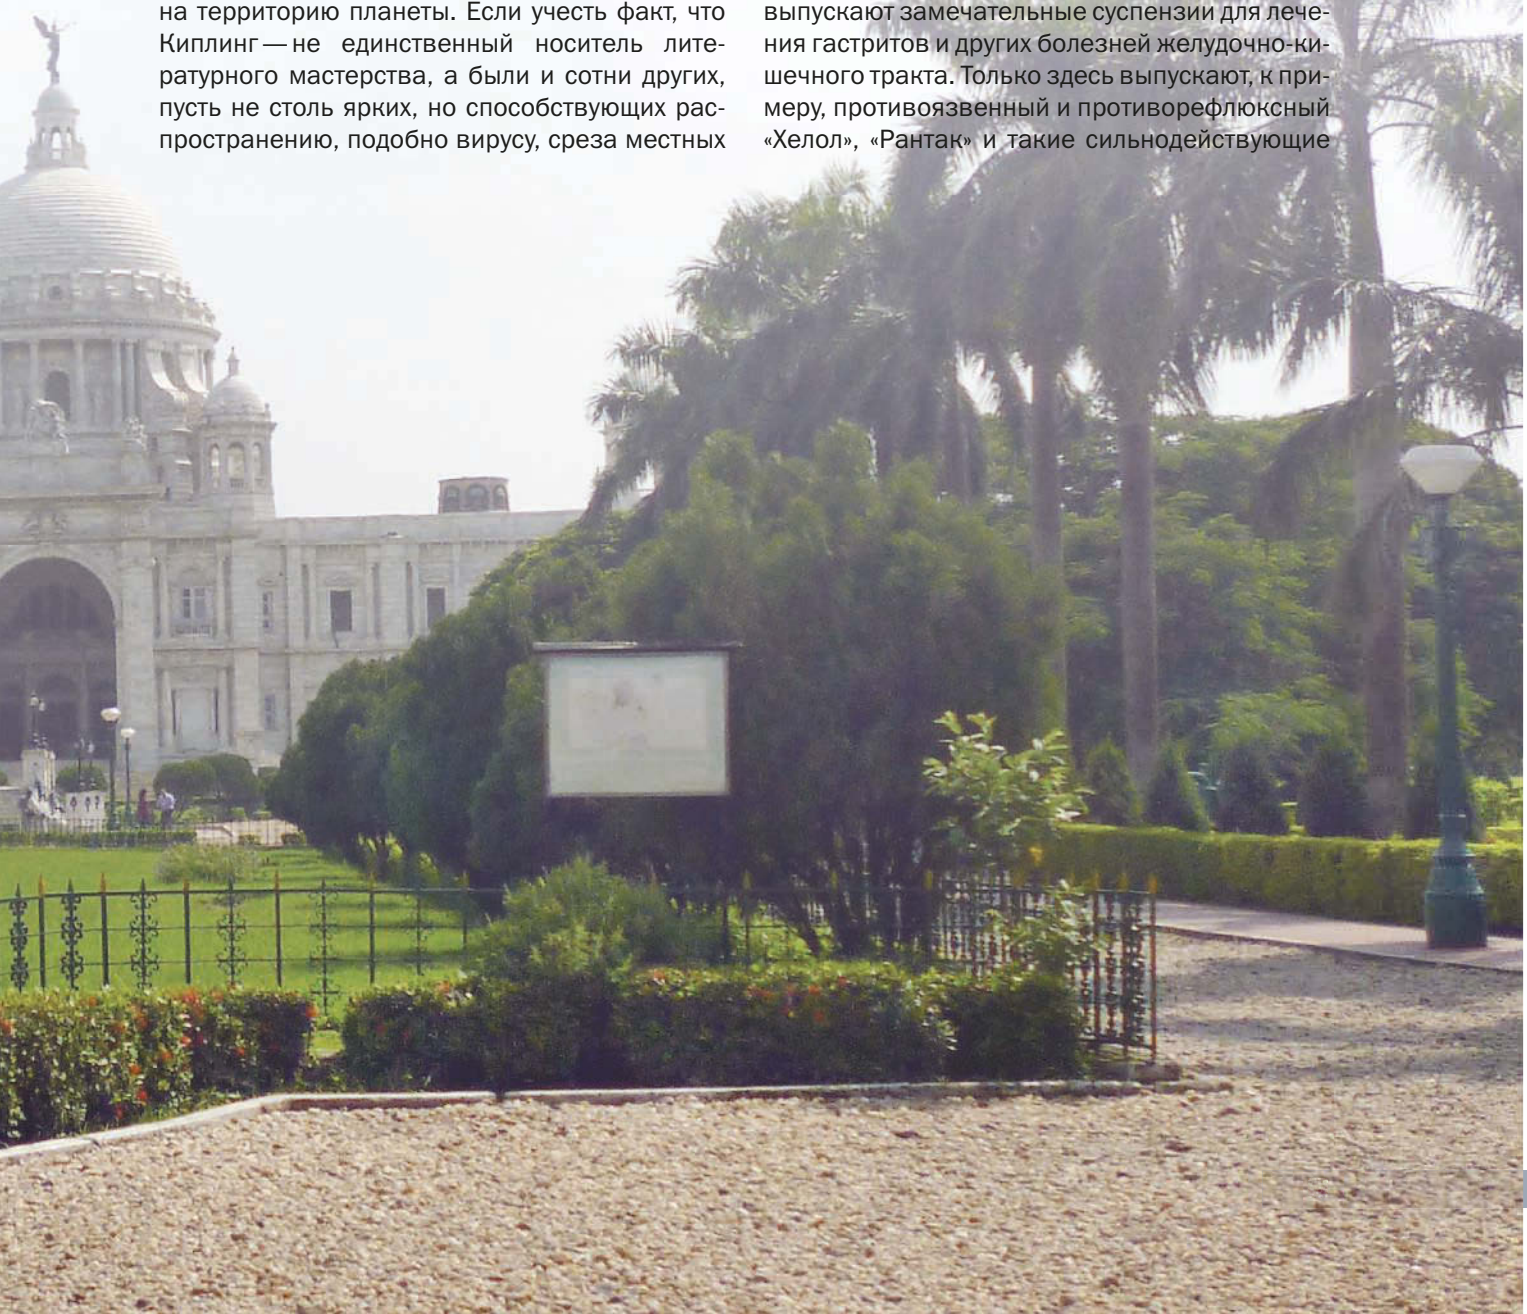 на территорию планеты. Если учесть факт, что
Киплинг — не единственный носитель лите-
ратурного мастерства, а были и сотни других,
пусть не столь ярких, но способствующих рас-
пространению, подобно вирусу, среза местных
выпускают замечательные суспензии для лече-
ния гастритов и других болезней желудочно-ки-
шечного тракта. Только здесь выпускают, к при-
меру, противоязвенный и противорефлюксный
«Хелол», «Рантак» и такие сильнодействующие